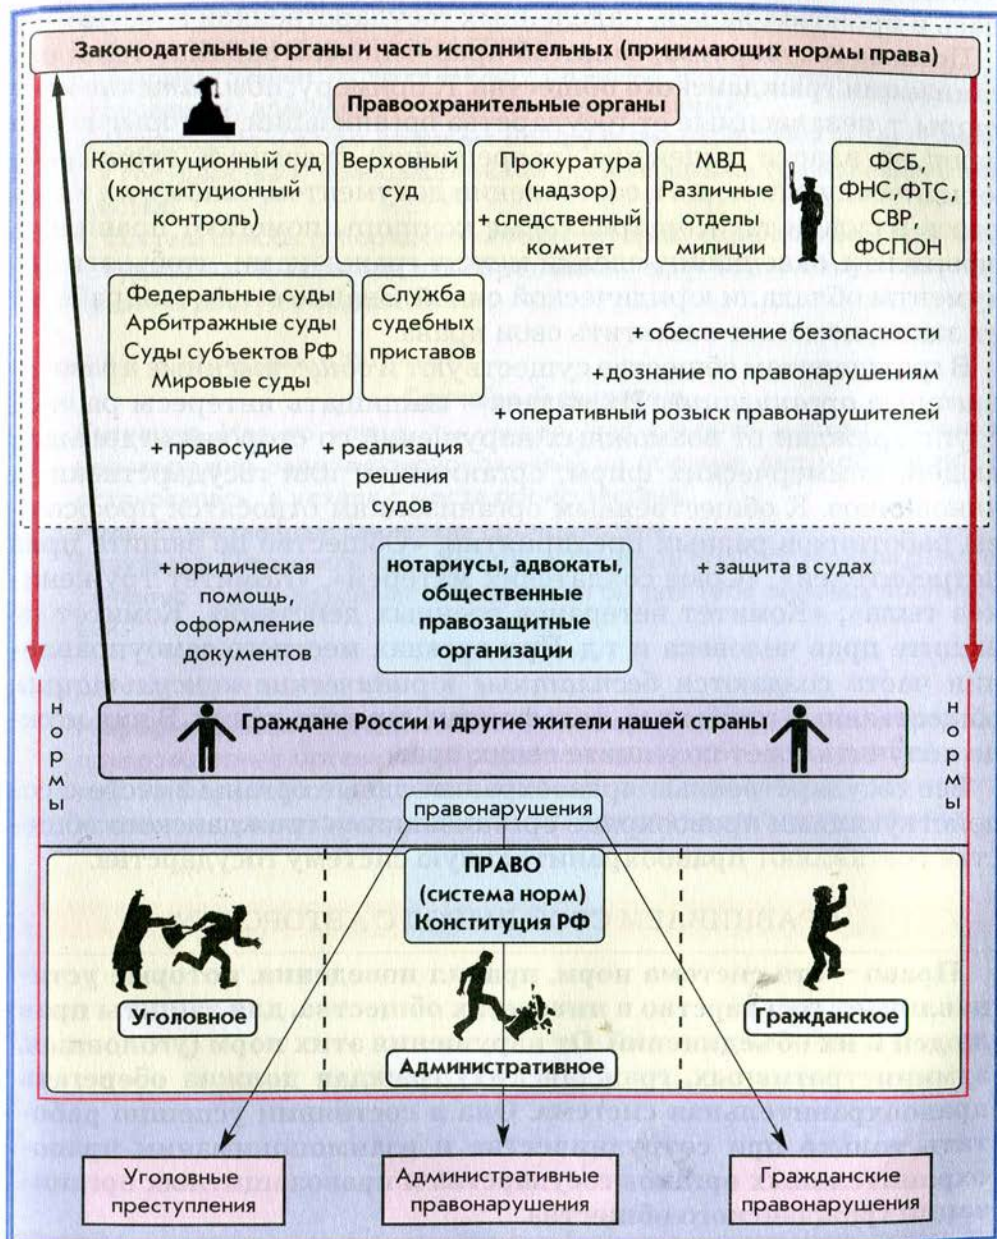 Законодательные органы и часть исполнительных (принимающих нормы права)
Правоохранительные органы
Конституционный суд
(конституционный
контроль)
Верховный
суд
Прокуратура
(надзор)
+ следственный
комитет
МВД
Различные
отделы
милиции
ФСБ,
ФНС, ФТС,
СВР,
ФСПОН
Федеральные суды
Арбитражные суды
Суды субъектов РФ
Мировые суды
Служба
судебных
приставов
+ обеспечение безопасности
+ дознание по правонарушениям
+ оперативный розыск правонарушителей
+ правосудие
+ реализация
решения
судов
+ юридическая
помощь,
оформление
документов
нотариусы, адвокаты,
общественные
правозащитные
организации
+ защита в судах
нормы
Граждане России и другие жители нашей страны
нормы
правонарушения
ПРАВО
(система норм)
Конституция РФ
Уголовное
Административное
Гражданское
Уголовные
преступления
Административные
правонарушения
Гражданские
правонарушения